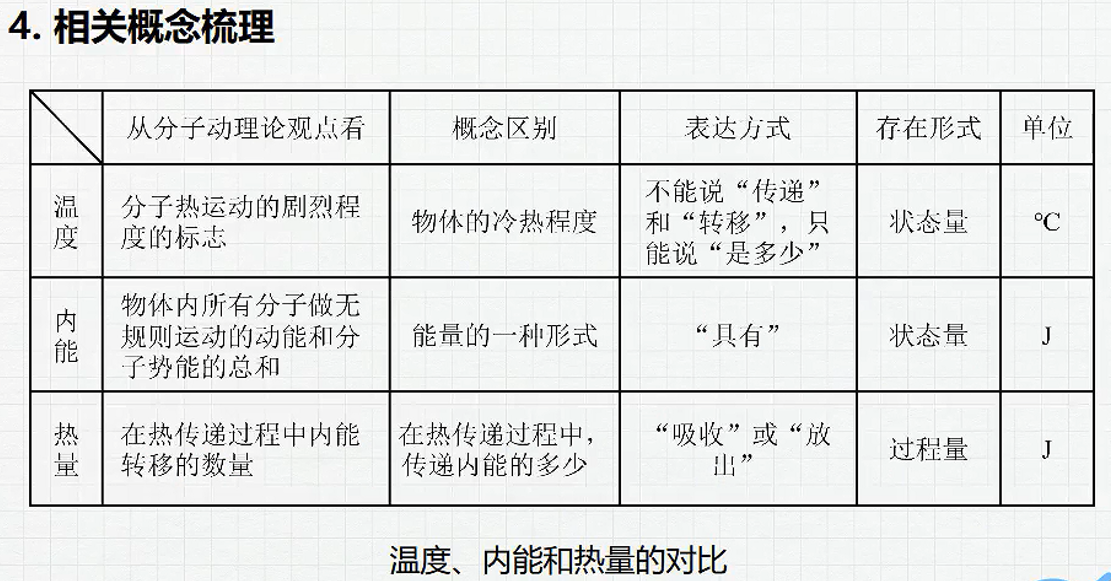 4. 相关概念梳理
从分子动理论观点看 概念区别 表达方式 存在形式 单位
温度
分子热运动的剧烈程
度的标志
物体的冷热程度
不能说“传递”
和“转移”，只
能说“是多少”
状态量
℃
内能
物体内所有分子做无
规则运动的动能和分
子势能的总和
能量的一种形式
“具有”
状态量
J
热量
在热传递过程中内能
转移的数量
在热传递过程中，
传递内能的多少
“吸收”或“放
出”
过程量
J
温度、内能和热量的对比